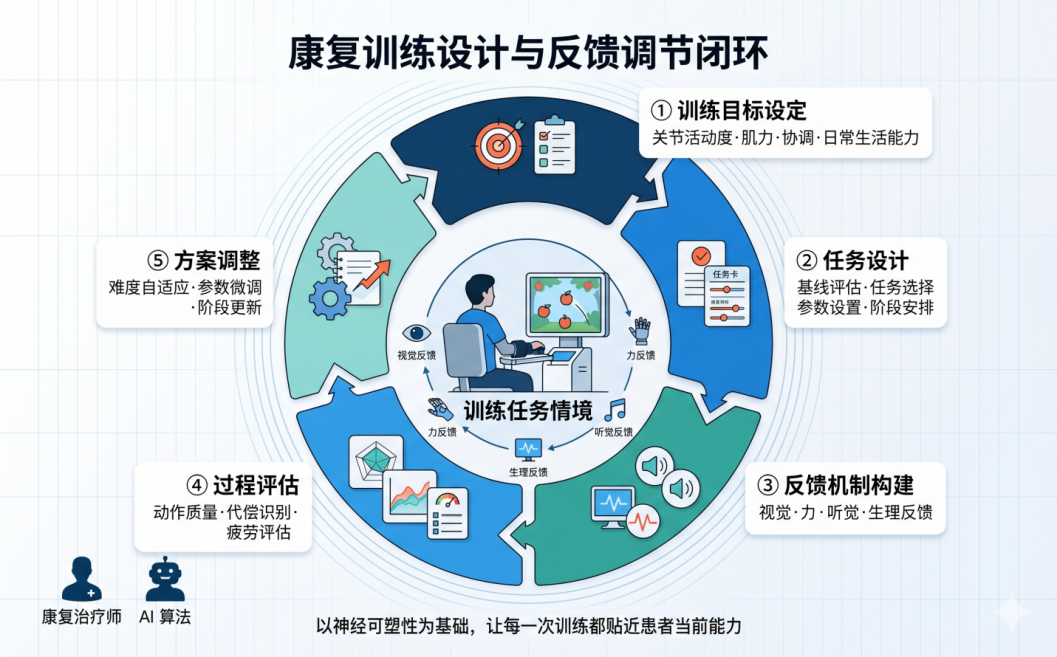 康复训练设计与反馈调节闭环
① 训练目标设定
关节活动度·肌力·协调·日常生活能力
② 任务设计
基线评估·任务选择
参数设置·阶段安排
任务卡
③ 反馈机制构建
视觉·力·听觉·生理反馈
④ 过程评估
动作质量·代偿识别·
疲劳评估
⑤ 方案调整
难度自适应·参数微调
·阶段更新
视觉反馈
力反馈
训练任务情境
力反馈
听觉反馈
生理反馈
康复治疗师
AI 算法
以神经可塑性为基础，让每一次训练都贴近患者当前能力